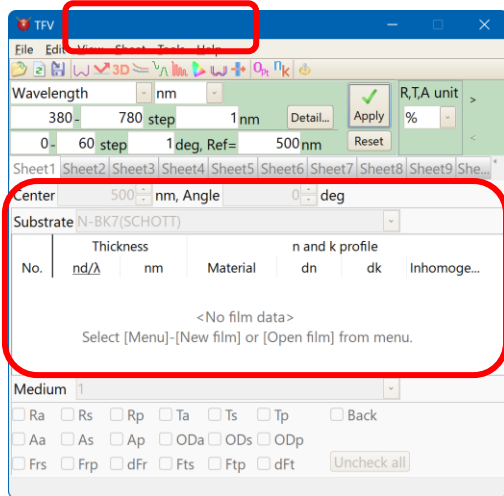 TFV
File Edit View Sheet Tools Help
3D Opt nk
Wavelength nm R,T,A unit >
380 - 780 step 1 nm Detail... Apply %
0 - 60 step 1 deg, Ref= 500 nm Reset <
Sheet1 Sheet2 Sheet3 Sheet4 Sheet5 Sheet6 Sheet7 Sheet8 Sheet9 She...
Center 500 nm, Angle 0 deg
Substrate N-BK7(SCHOTT)
Thickness n and k profile
No. nd/λ nm Material dn dk Inhomoge...
<No film data>
Select [Menu]-[New film] or [Open film] from menu.
Medium 1
Ra Rs Rp Ta Ts Tp Back
Aa As Ap ODa ODs ODp
Frs Frp dFr Fts Ftp dFt Uncheck all